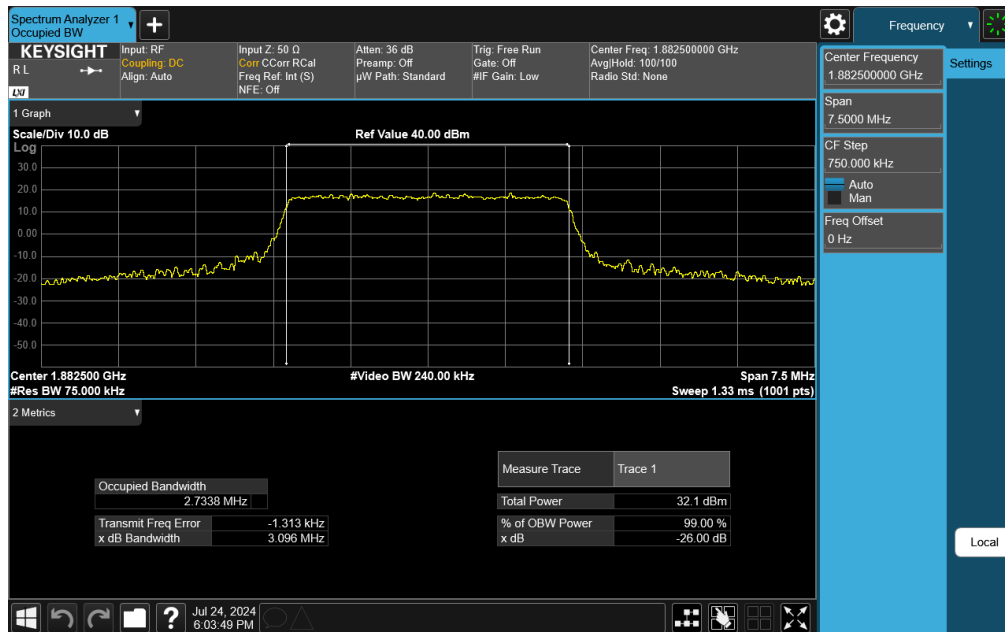 Spectrum Analyzer 1
Occupied BW
Frequency
KEYSIGHT
R L
LXI
Input: RF
Coupling: DC
Align: Auto
Input Z: 50 Ω
Corr CCorr RCal
Freq Ref: Int (S)
NFE: Off
Atten: 36 dB
Preamp: Off
µW Path: Standard
Trig: Free Run
Gate: Off
#IF Gain: Low
Center Freq: 1.882500000 GHz
Avg|Hold: 100/100
Radio Std: None
Center Frequency
1.882500000 GHz
Settings
Span
7.5000 MHz
CF Step
750.000 kHz
Auto
Man
Freq Offset
0 Hz
Local
1 Graph
Scale/Div 10.0 dB
Ref Value 40.00 dBm
Log
30.0
20.0
10.0
0.00
-10.0
-20.0
-30.0
-40.0
-50.0
Center 1.882500 GHz
#Video BW 240.00 kHz
Span 7.5 MHz
#Res BW 75.000 kHz
Sweep 1.33 ms (1001 pts)
2 Metrics
Measure Trace
Trace 1
Occupied Bandwidth
2.7338 MHz
Total Power
32.1 dBm
Transmit Freq Error
-1.313 kHz
% of OBW Power
99.00 %
x dB Bandwidth
3.096 MHz
x dB
-26.00 dB
?
Jul 24, 2024
6:03:49 PM